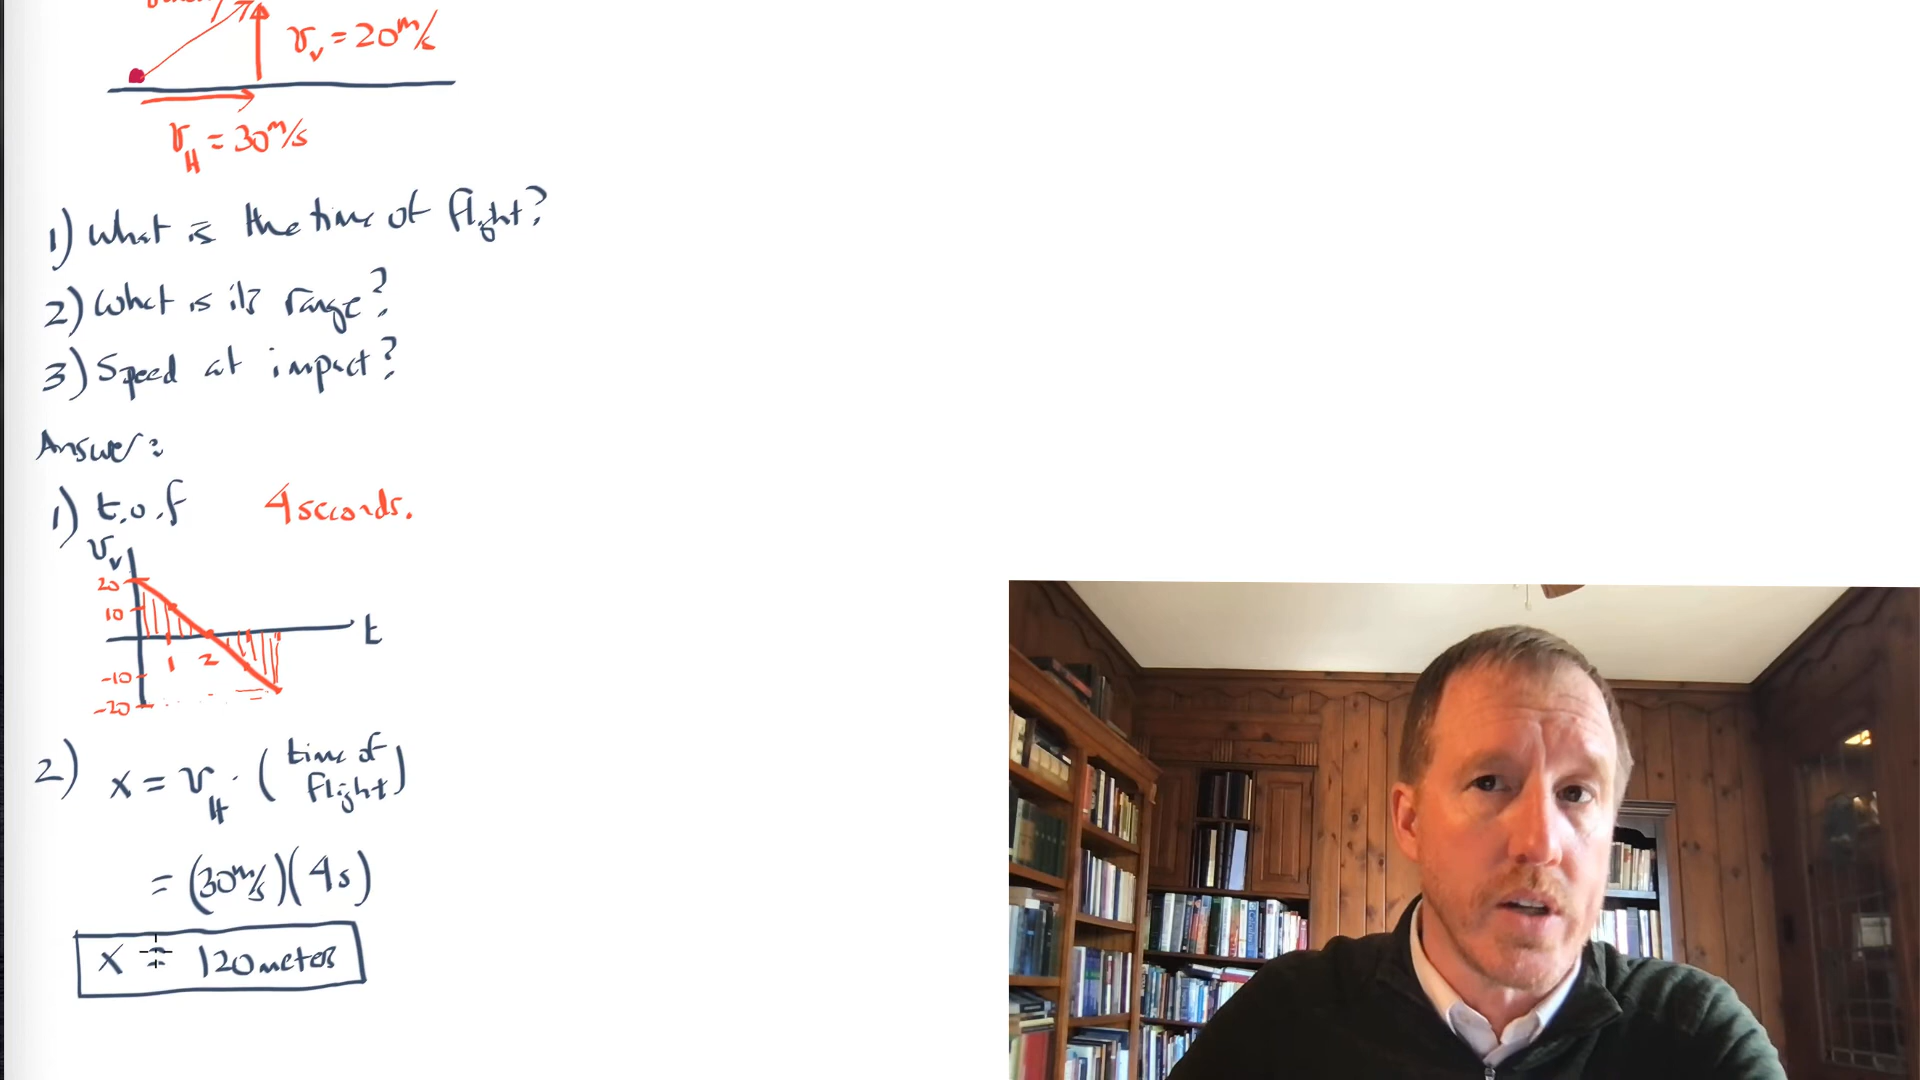 v_v = 20 m/s
v_H = 30 m/s
1) What is the time of flight?
2) What is its range?
3) Speed at impact?
Answer:
1) t.o.f 4 seconds.
v_v
20
10
t
1 2
-10
-20
2) x = v_H · (time of flight)
= (30 m/s)(4s)
x = 120 meters